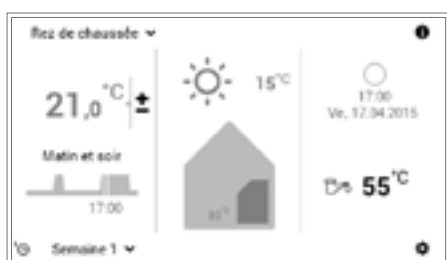 Rez de chaussée
21,0 °C ±
Matin et soir
17:00
15°C
17:00
Ve, 17.04.2015
55°C
Semaine 1